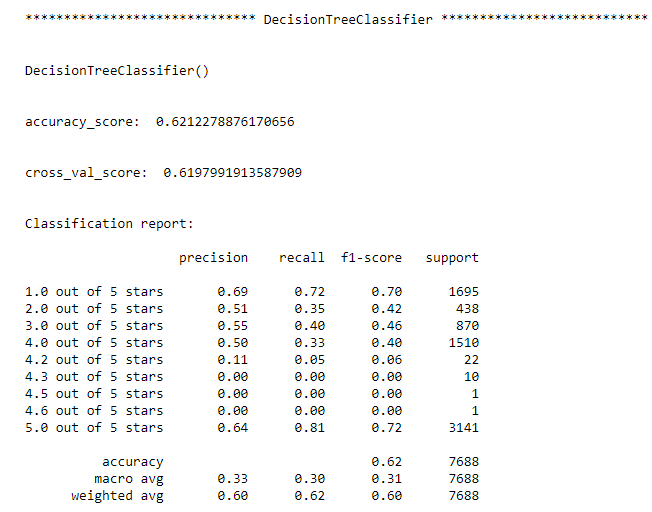 ****************************** DecisionTreeClassifier ***************************
DecisionTreeClassifier()
accuracy_score: 0.6212278876170656
cross_val_score: 0.6197991913587909
Classification report:
precision recall f1-score support
1.0 out of 5 stars 0.69 0.72 0.70 1695
2.0 out of 5 stars 0.51 0.35 0.42 438
3.0 out of 5 stars 0.55 0.40 0.46 870
4.0 out of 5 stars 0.50 0.33 0.40 1510
4.2 out of 5 stars 0.11 0.05 0.06 22
4.3 out of 5 stars 0.00 0.00 0.00 10
4.5 out of 5 stars 0.00 0.00 0.00 1
4.6 out of 5 stars 0.00 0.00 0.00 1
5.0 out of 5 stars 0.64 0.81 0.72 3141
accuracy 0.62 7688
macro avg 0.33 0.30 0.31 7688
weighted avg 0.60 0.62 0.60 7688